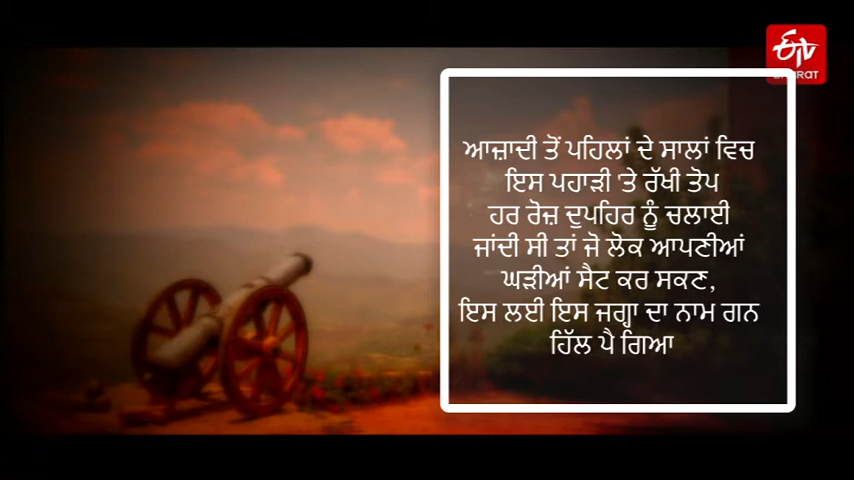 ETV
BHARAT
ਆਜ਼ਾਦੀ ਤੋਂ ਪਹਿਲਾਂ ਦੇ ਸਾਲਾਂ ਵਿਚ
ਇਸ ਪਹਾੜੀ 'ਤੇ ਰੱਖੀ ਤੋਪ
ਹਰ ਰੋਜ਼ ਦੁਪਹਿਰ ਨੂੰ ਚਲਾਈ
ਜਾਂਦੀ ਸੀ ਤਾਂ ਜੋ ਲੋਕ ਆਪਣੀਆਂ
ਘੜੀਆਂ ਸੈਟ ਕਰ ਸਕਣ,
ਇਸ ਲਈ ਇਸ ਜਗ੍ਹਾ ਦਾ ਨਾਮ ਗਨ
ਹਿੱਲ ਪੈ ਗਿਆ